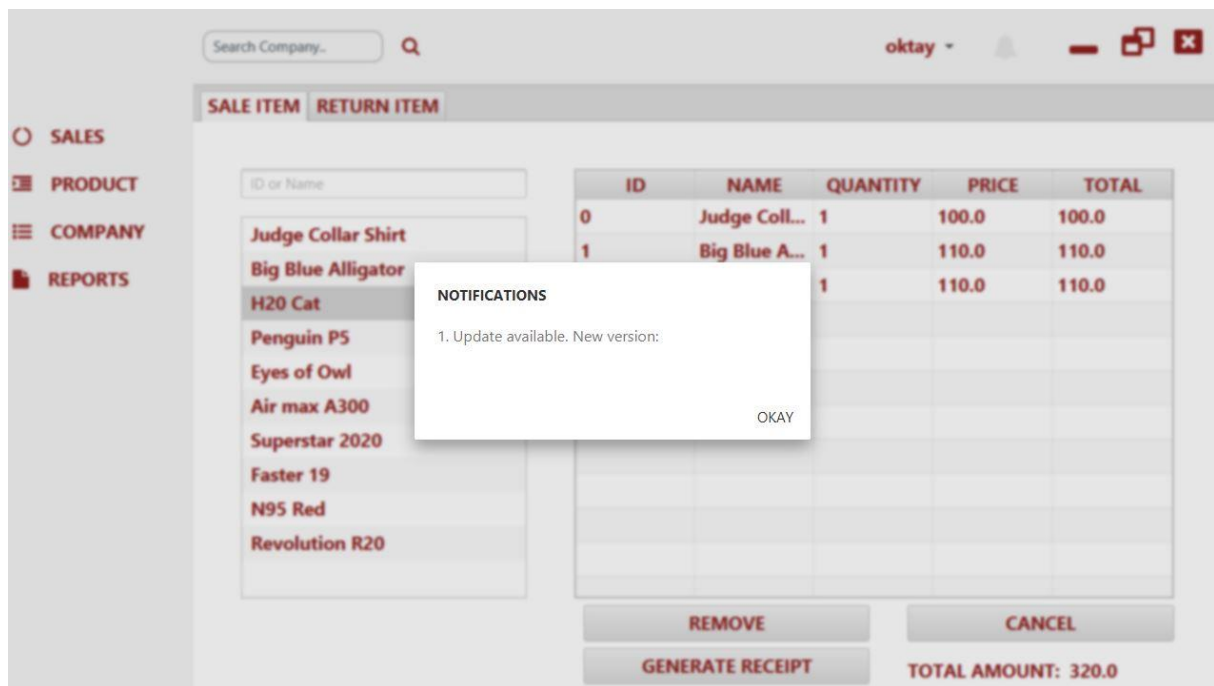 Search Company..
oktay
SALE ITEM RETURN ITEM
SALES
PRODUCT
COMPANY
REPORTS
ID or Name
Judge Collar Shirt
Big Blue Alligator
H20 Cat
Penguin P5
Eyes of Owl
Air max A300
Superstar 2020
Faster 19
N95 Red
Revolution R20
ID NAME QUANTITY PRICE TOTAL
0 Judge Coll... 1 100.0 100.0
1 Big Blue A... 1 110.0 110.0
1 110.0 110.0
NOTIFICATIONS
1. Update available. New version:
OKAY
REMOVE CANCEL
GENERATE RECEIPT TOTAL AMOUNT: 320.0